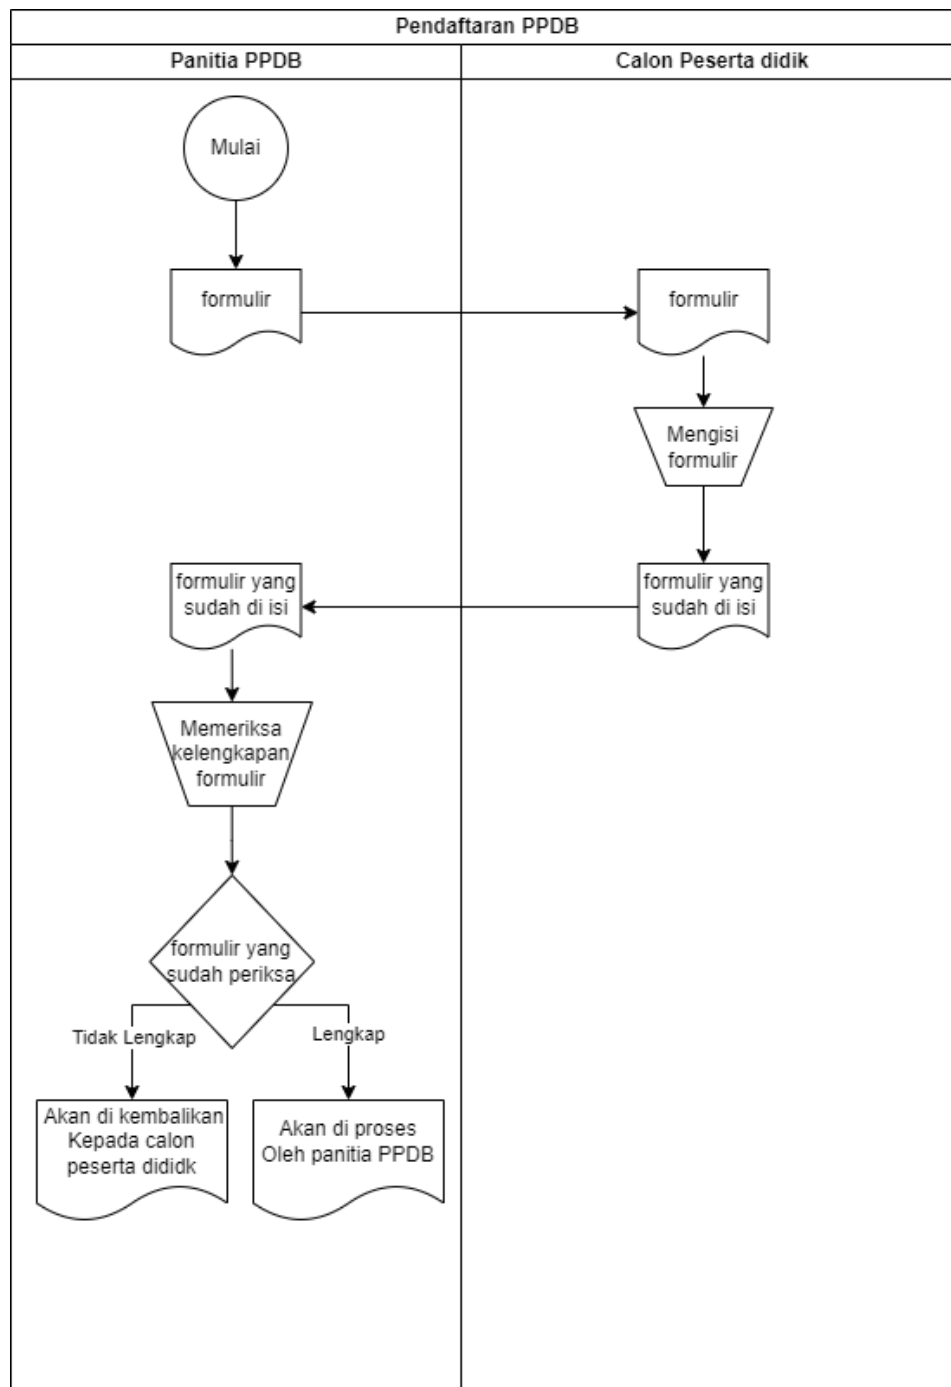 Pendaftaran PPDB
Panitia PPDB
Calon Peserta didik
Mulai
formulir
formulir
Mengisi
formulir
formulir yang
sudah di isi
formulir yang
sudah di isi
Memeriksa
kelengkapan
formulir
formulir yang
sudah periksa
Tidak Lengkap
Lengkap
Akan di kembalikan
Kepada calon
peserta dididk
Akan di proses
Oleh panitia PPDB